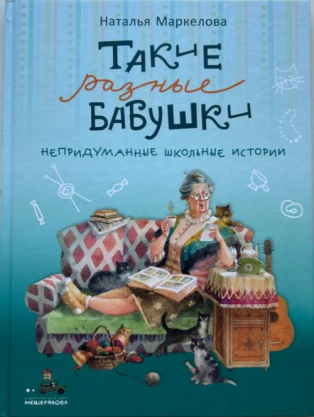 Наталья Маркелова
ТАКИЕ
разные
БАБУШКИ
НЕПРИДУМАННЫЕ ШКОЛЬНЫЕ ИСТОРИИ
МЕЩЕРЯКОВА